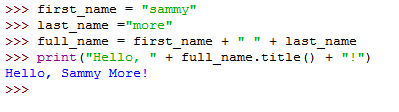 >>> first_name = "sammy"
>>> last_name ="more"
>>> full_name = first_name + " " + last_name
>>> print("Hello, " + full_name.title() + "!")
Hello, Sammy More!
>>>